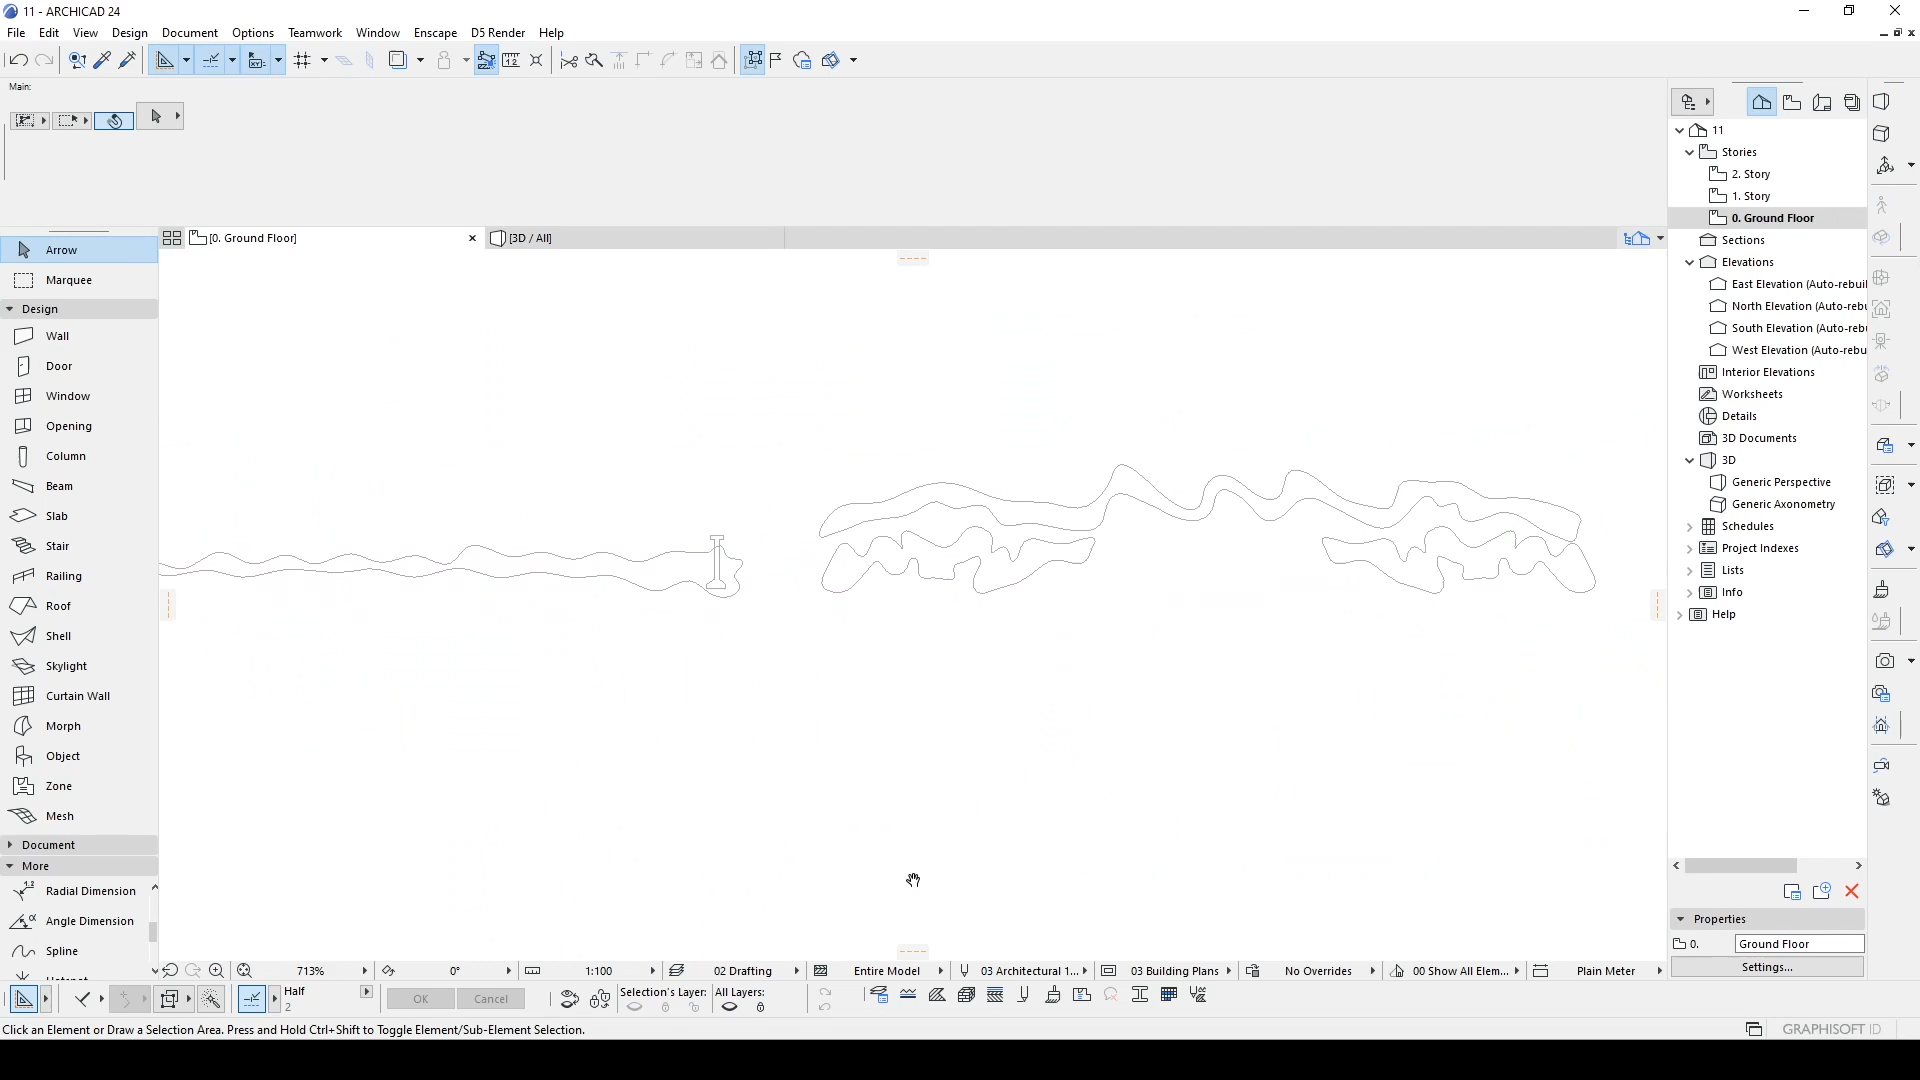 11 - ARCHICAD 24
File Edit View Design Document Options Teamwork Window Enscape D5 Render Help
Main:
[0. Ground Floor]
[3D / All]
Arrow
Marquee
Design
Wall
Door
Window
Opening
Column
Beam
Slab
Stair
Railing
Roof
Shell
Skylight
Curtain Wall
Morph
Object
Zone
Mesh
Document
More
Radial Dimension
Angle Dimension
Spline
11
Stories
2. Story
1. Story
0. Ground Floor
Sections
Elevations
East Elevation (Auto-rebuil
North Elevation (Auto-rebu
South Elevation (Auto-rebu
West Elevation (Auto-rebu
Interior Elevations
Worksheets
Details
3D Documents
3D
Generic Perspective
Generic Axonometry
Schedules
Project Indexes
Lists
Info
Help
Properties
0. Ground Floor
Settings...
713% 0° 1:100 02 Drafting Entire Model 03 Architectural 1... 03 Building Plans No Overrides 00 Show All Elem... Plain Meter
Half
2
OK Cancel
Selection's Layer: All Layers:
Click an Element or Draw a Selection Area. Press and Hold Ctrl+Shift to Toggle Element/Sub-Element Selection.
GRAPHISOFT ID